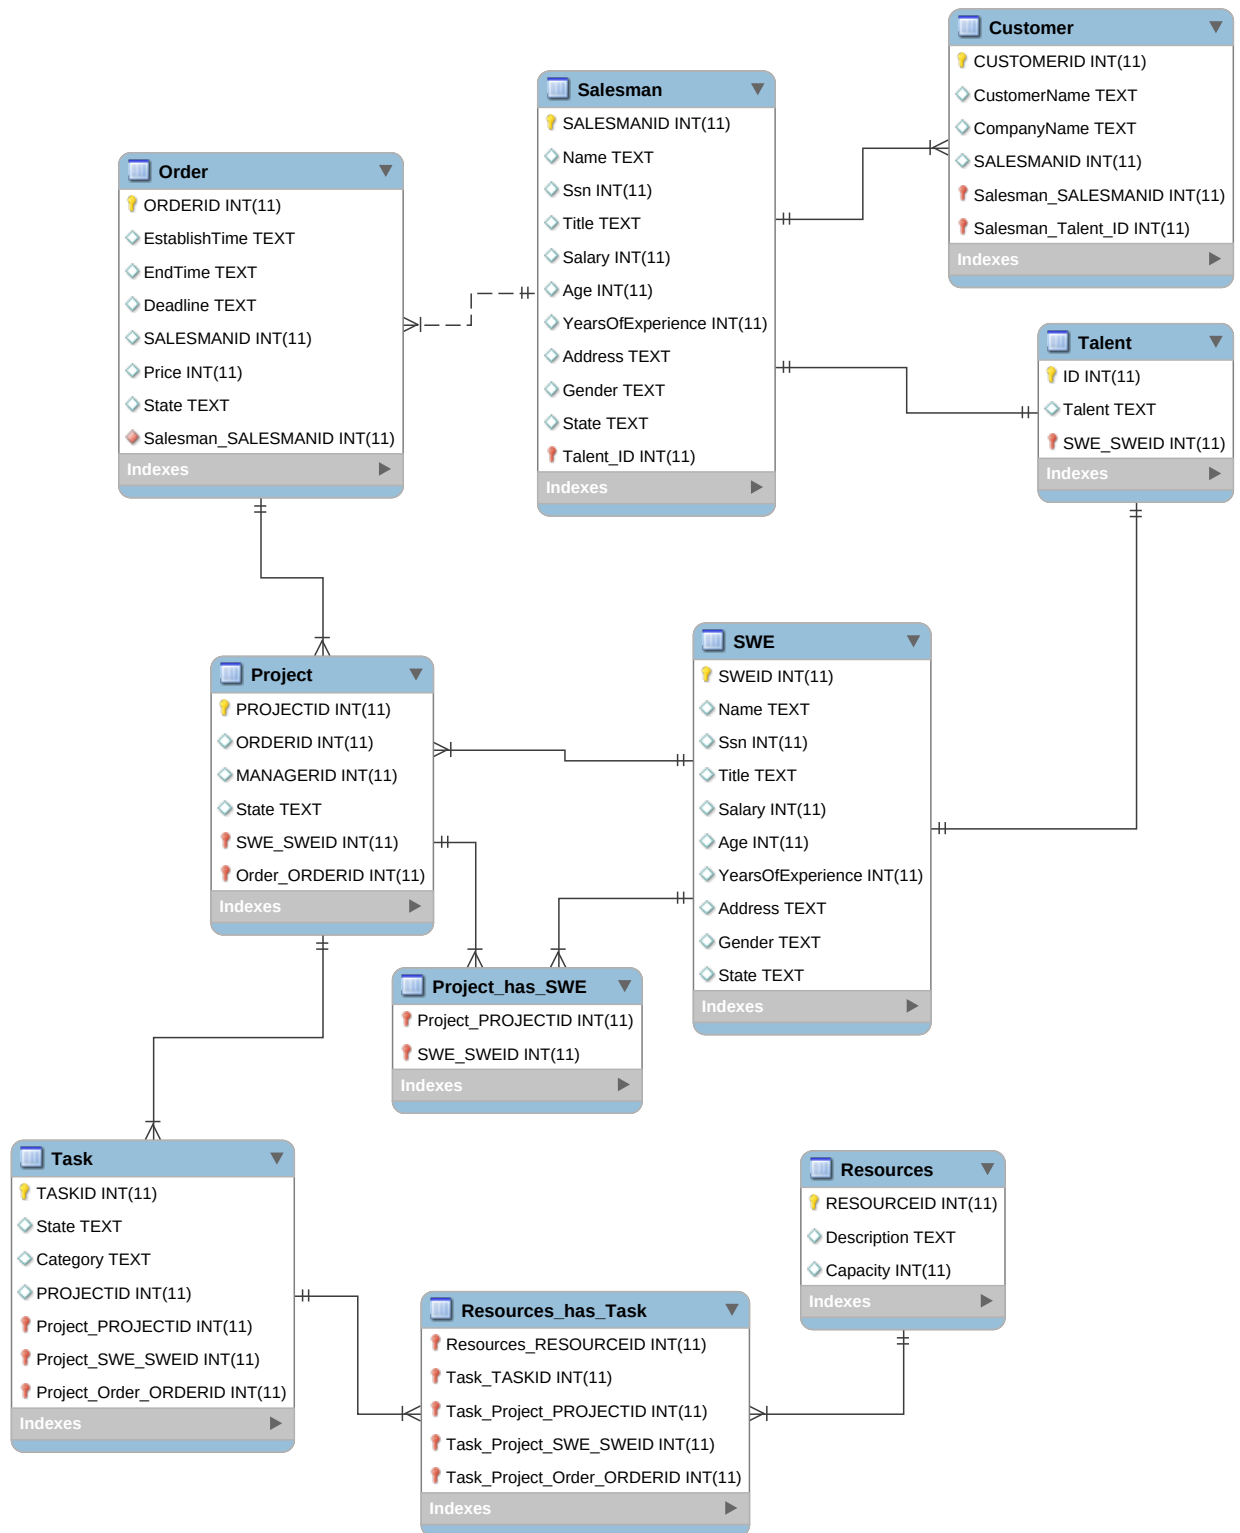 Customer
CUSTOMERID INT(11)
CustomerName TEXT
CompanyName TEXT
SALESMANID INT(11)
Salesman_SALESMANID INT(11)
Salesman_Talent_ID INT(11)
Indexes
Salesman
SALESMANID INT(11)
Name TEXT
Ssn INT(11)
Title TEXT
Salary INT(11)
Age INT(11)
YearsOfExperience INT(11)
Address TEXT
Gender TEXT
State TEXT
Talent_ID INT(11)
Indexes
Order
ORDERID INT(11)
EstablishTime TEXT
EndTime TEXT
Deadline TEXT
SALESMANID INT(11)
Price INT(11)
State TEXT
Salesman_SALESMANID INT(11)
Indexes
Talent
ID INT(11)
Talent TEXT
SWE_SWEID INT(11)
Indexes
SWE
SWEID INT(11)
Name TEXT
Ssn INT(11)
Title TEXT
Salary INT(11)
Age INT(11)
YearsOfExperience INT(11)
Address TEXT
Gender TEXT
State TEXT
Indexes
Project
PROJECTID INT(11)
ORDERID INT(11)
MANAGERID INT(11)
State TEXT
SWE_SWEID INT(11)
Order_ORDERID INT(11)
Indexes
Project_has_SWE
Project_PROJECTID INT(11)
SWE_SWEID INT(11)
Indexes
Task
TASKID INT(11)
State TEXT
Category TEXT
PROJECTID INT(11)
Project_PROJECTID INT(11)
Project_SWE_SWEID INT(11)
Project_Order_ORDERID INT(11)
Indexes
Resources
RESOURCEID INT(11)
Description TEXT
Capacity INT(11)
Indexes
Resources_has_Task
Resources_RESOURCEID INT(11)
Task_TASKID INT(11)
Task_Project_PROJECTID INT(11)
Task_Project_SWE_SWEID INT(11)
Task_Project_Order_ORDERID INT(11)
Indexes